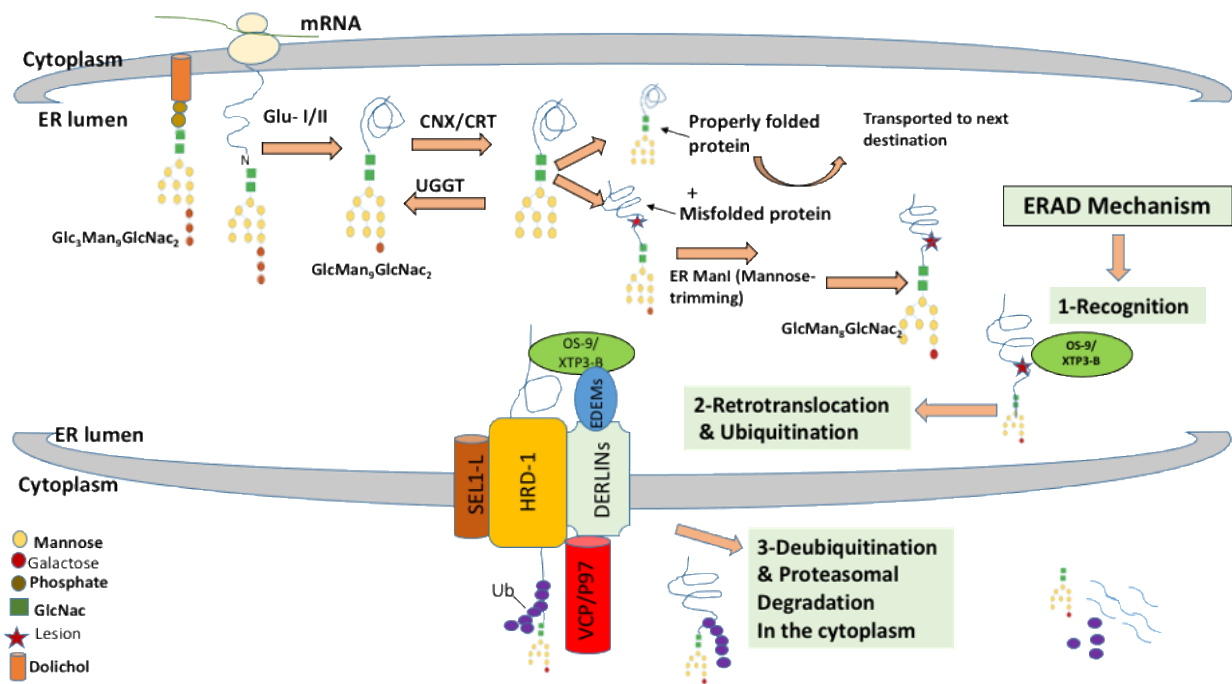 mRNA
Cytoplasm
ER lumen
Glu- I/II
CNX/CRT
UGGT
N
Glc3Man9GlcNac2
GlcMan9GlcNac2
Properly folded
protein
Transported to next
destination
+
Misfolded protein
ER ManI (Mannose-
trimming)
GlcMan8GlcNac2
ERAD Mechanism
1-Recognition
OS-9/
XTP3-B
2-Retrotranslocation
& Ubiquitination
OS-9/
XTP3-B
EDEMs
SEL1-L
HRD-1
DERLINs
VCP/P97
Ub
ER lumen
Cytoplasm
3-Deubiquitination
& Proteasomal
Degradation
In the cytoplasm
Mannose
Galactose
Phosphate
GlcNac
Lesion
Dolichol